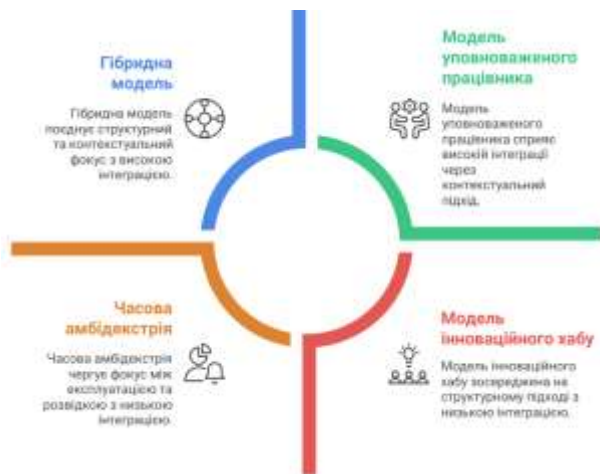 Гібридна
модель
Гібридна модель
поєднує структурний
та контекстуальний
фокус з високою
інтеграцією.
Модель
уповноваженого
працівника
Модель
уповноваженого
працівника сприяє
високій інтеграції
через
контекстуальний
підхід.
Часова
амбідекстрія
Часова амбідекстрія
чергує фокус між
експлуатацією та
розвідкою з низькою
інтеграцією.
Модель
інноваційного хабу
Модель інноваційного
хабу зосереджена на
структурному підході з
низькою інтеграцією.